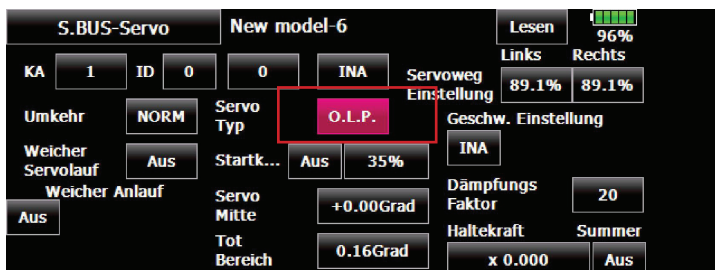 S.BUS-Servo New model-6 Lesen 96%
Links Rechts
KA 1 ID 0 0 INA Servoweg Einstellung 89.1% 89.1%
Umkehr NORM Servo Typ O.L.P. Geschw. Einstellung
INA
Weicher Servolauf Aus Startk... Aus 35%
Weicher Anlauf
Aus
Servo Mitte +0.00Grad Dämpfungs Faktor 20
Haltekraft Summer
Tot Bereich 0.16Grad x 0.000 Aus